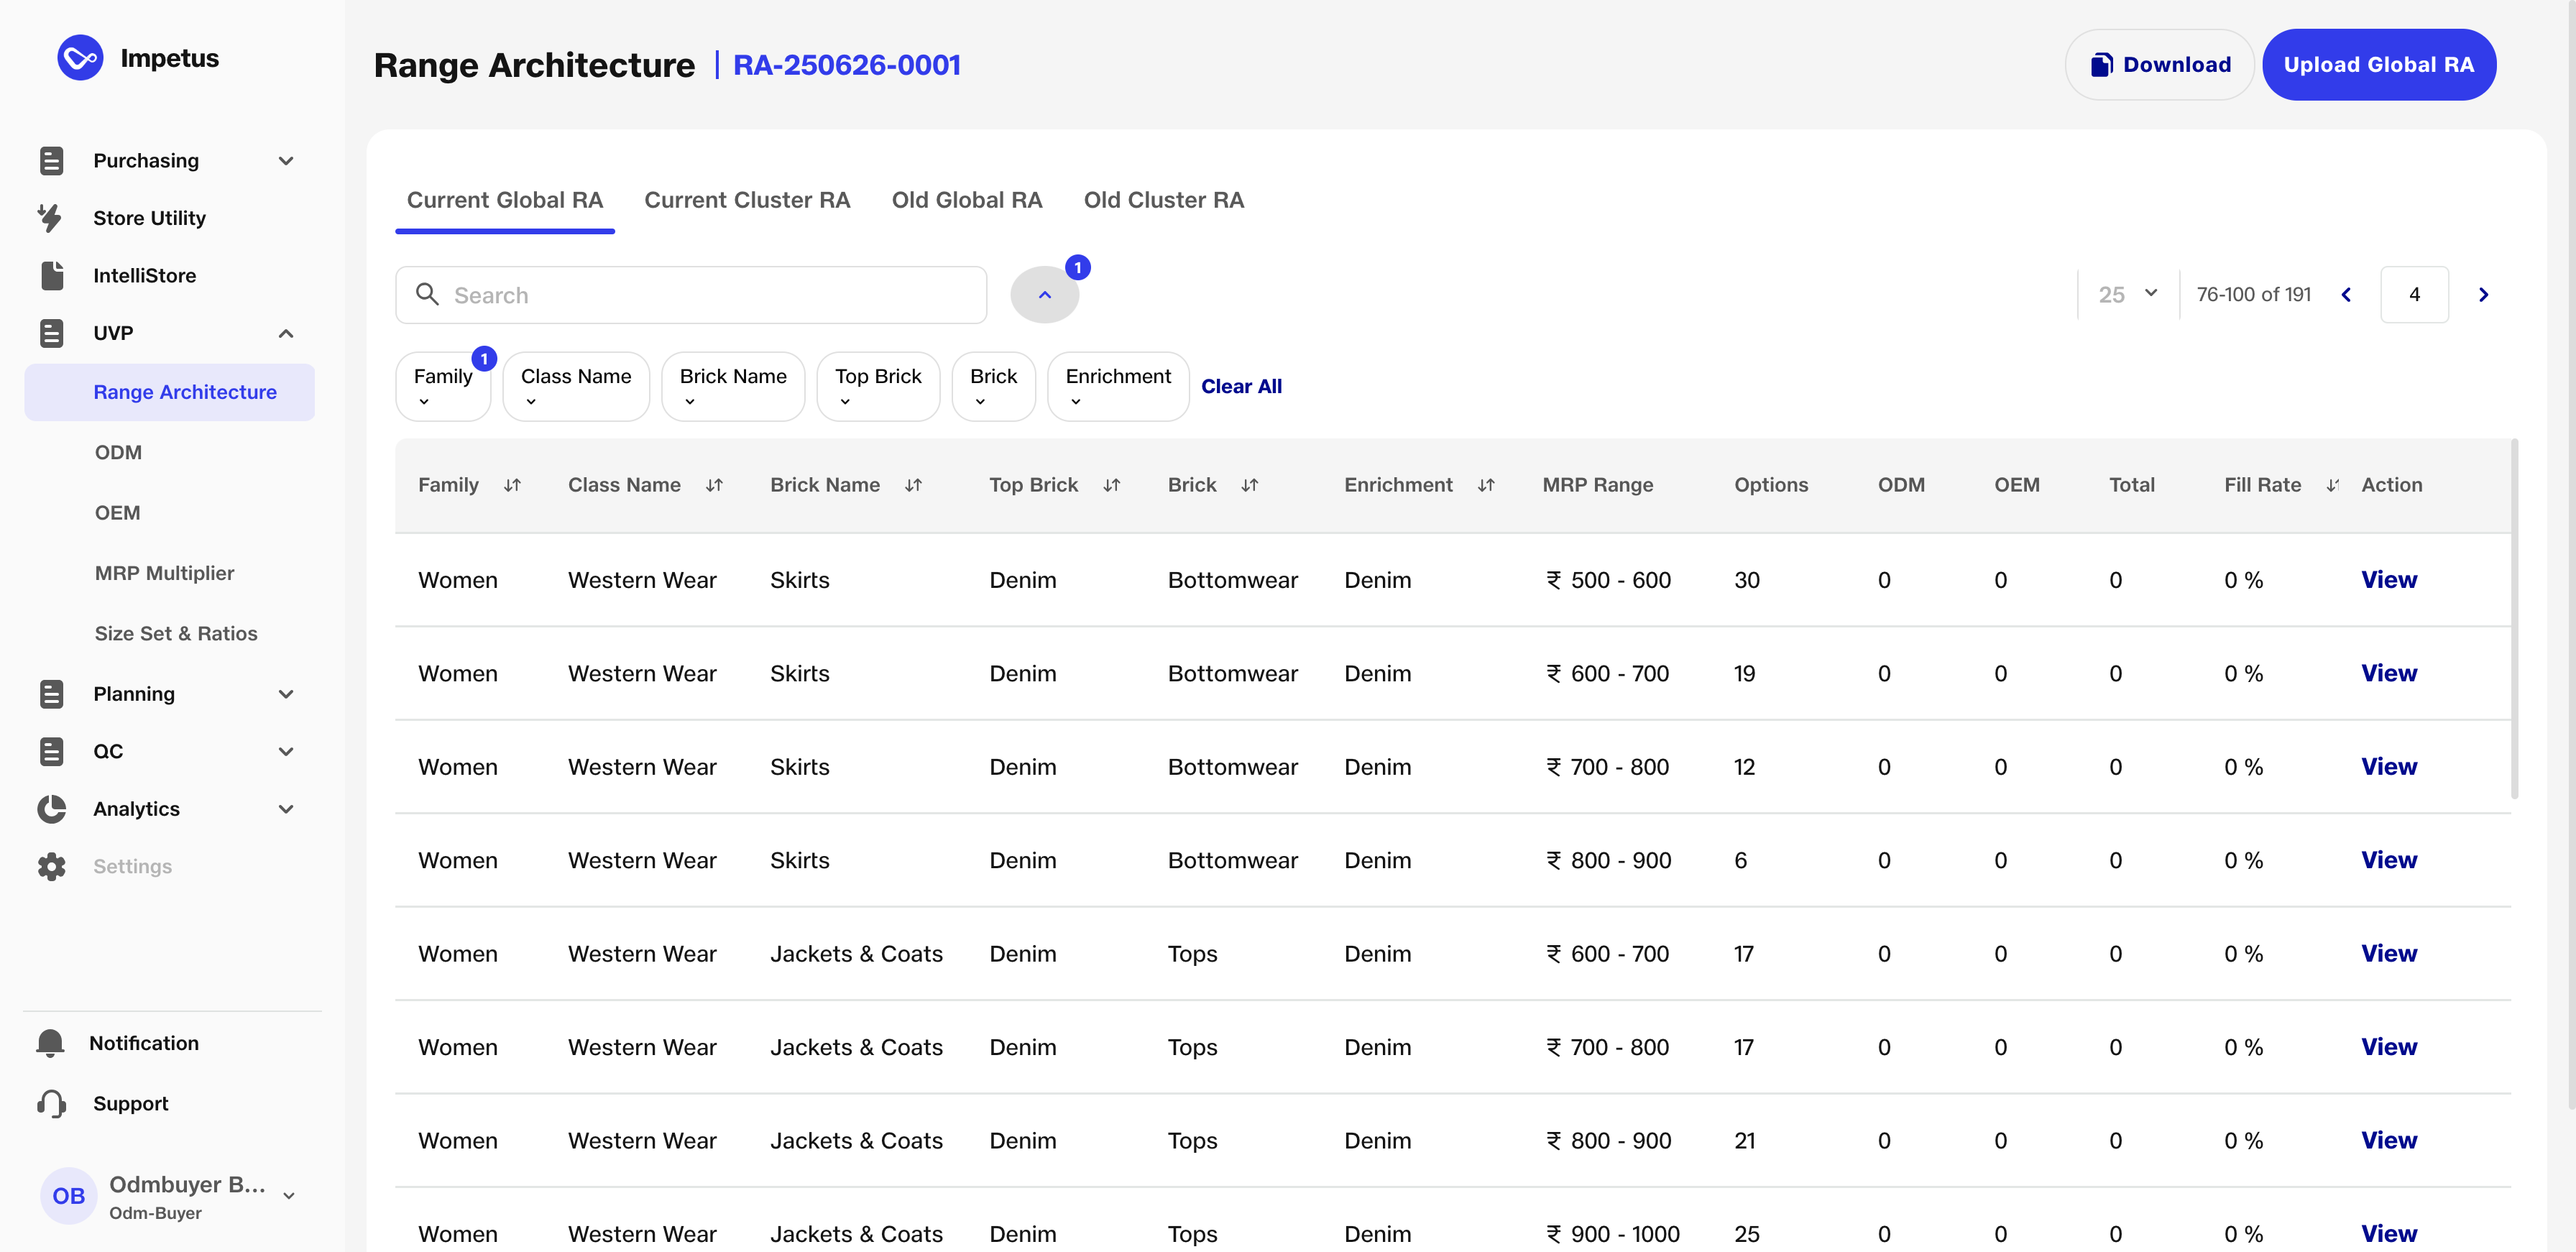 Impetus
Purchasing
Store Utility
IntelliStore
UVP
Range Architecture
ODM
OEM
MRP Multiplier
Size Set & Ratios
Planning
QC
Analytics
Settings
Notification
Support
OB
Odmbuyer B...
Odm-Buyer
Range Architecture | RA-250626-0001
Download
Upload Global RA
Current Global RA Current Cluster RA Old Global RA Old Cluster RA
Search
1
25 76-100 of 191 4
Family 1 Class Name Brick Name Top Brick Brick Enrichment Clear All
Family Class Name Brick Name Top Brick Brick Enrichment MRP Range Options ODM OEM Total Fill Rate Action
Women Western Wear Skirts Denim Bottomwear Denim ₹ 500 - 600 30 0 0 0 0 % View
Women Western Wear Skirts Denim Bottomwear Denim ₹ 600 - 700 19 0 0 0 0 % View
Women Western Wear Skirts Denim Bottomwear Denim ₹ 700 - 800 12 0 0 0 0 % View
Women Western Wear Skirts Denim Bottomwear Denim ₹ 800 - 900 6 0 0 0 0 % View
Women Western Wear Jackets & Coats Denim Tops Denim ₹ 600 - 700 17 0 0 0 0 % View
Women Western Wear Jackets & Coats Denim Tops Denim ₹ 700 - 800 17 0 0 0 0 % View
Women Western Wear Jackets & Coats Denim Tops Denim ₹ 800 - 900 21 0 0 0 0 % View
Women Western Wear Jackets & Coats Denim Tops Denim ₹ 900 - 1000 25 0 0 0 0 % View